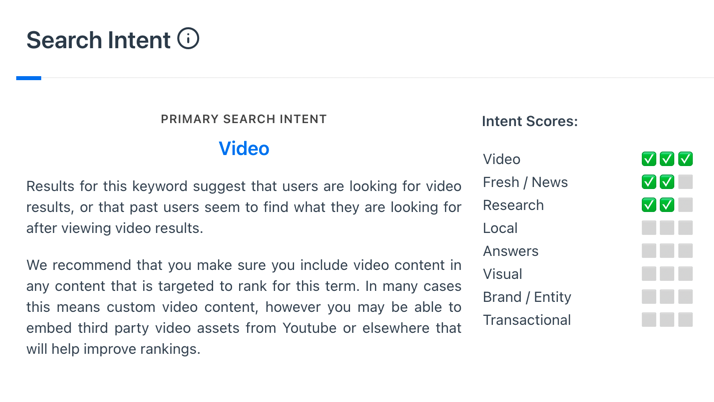 Search Intent
PRIMARY SEARCH INTENT
Video
Results for this keyword suggest that users are looking for video
results, or that past users seem to find what they are looking for
after viewing video results.
We recommend that you make sure you include video content in
any content that is targeted to rank for this term. In many cases
this means custom video content, however you may be able to
embed third party video assets from Youtube or elsewhere that
will help improve rankings.
Intent Scores:
Video
Fresh / News
Research
Local
Answers
Visual
Brand / Entity
Transactional